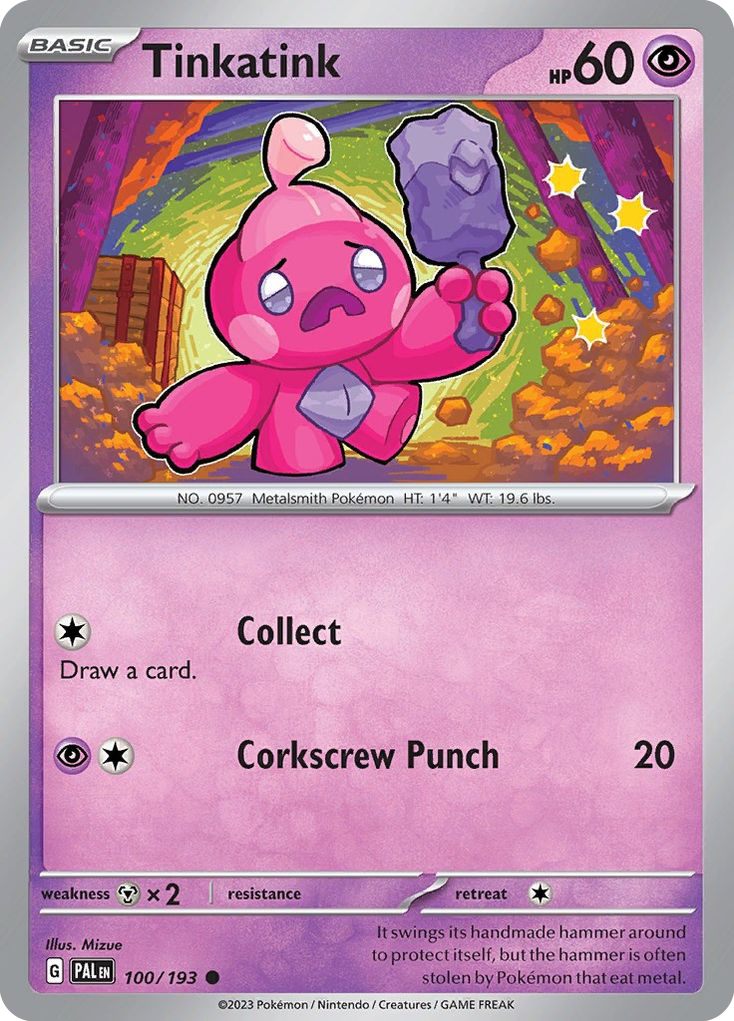 BASIC
Tinkatink
HP60
NO. 0957 Metalsmith Pokémon HT: 1'4" WT: 19.6 lbs.
Collect
Draw a card.
Corkscrew Punch 20
weakness ×2 resistance retreat
Illus. Mizue
It swings its handmade hammer around
to protect itself, but the hammer is often
stolen by Pokémon that eat metal.
G PAL EN 100/193
©2023 Pokémon / Nintendo / Creatures / GAME FREAK